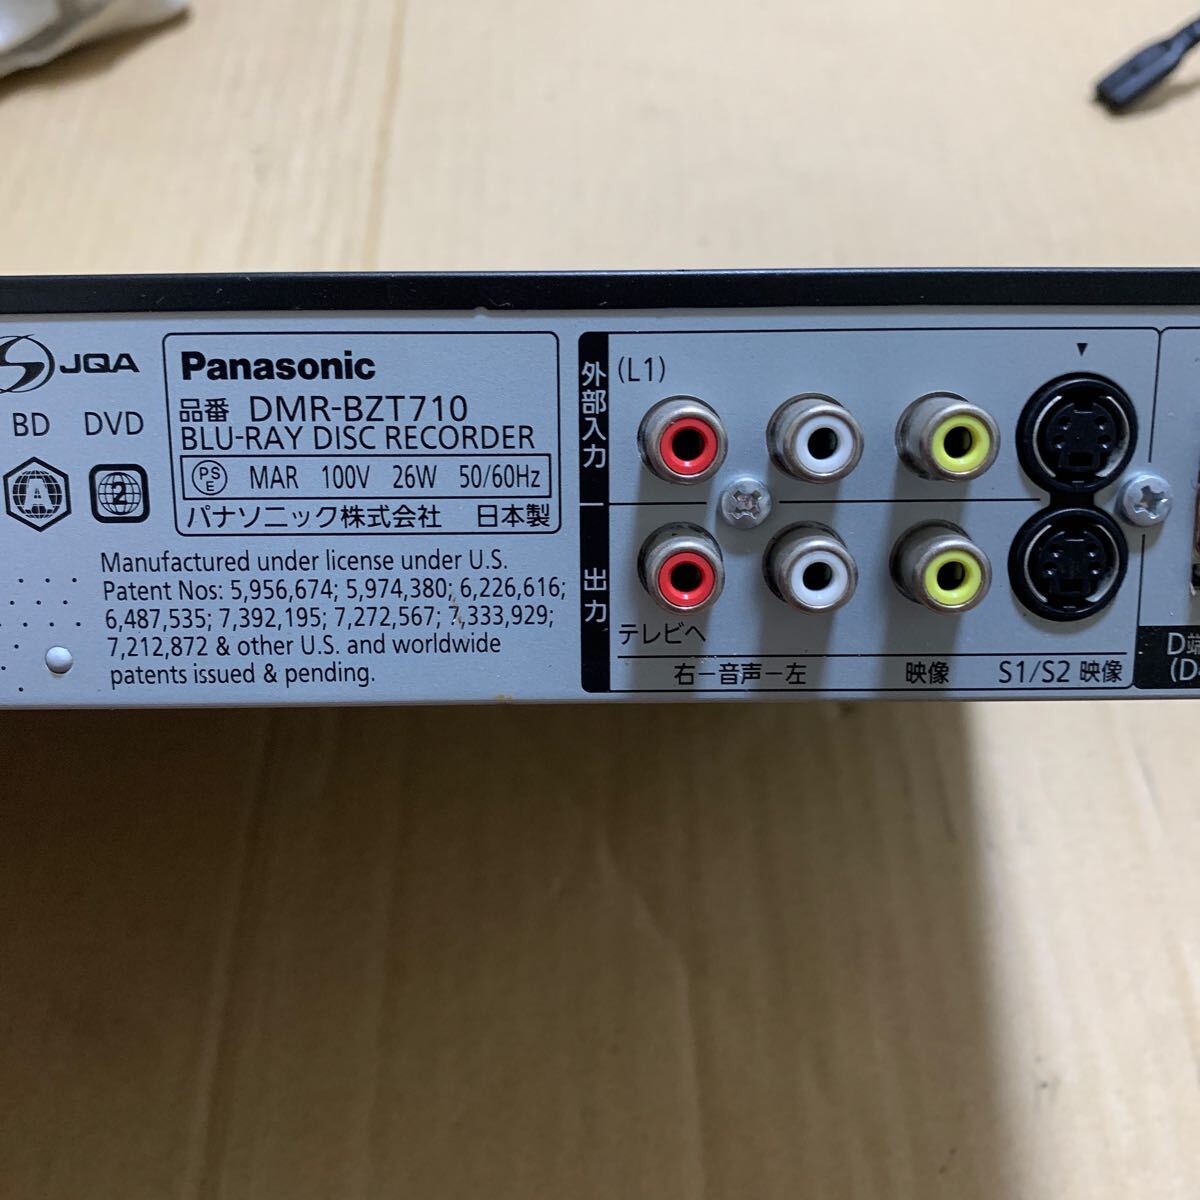 JQA
BD DVD
A 2
Panasonic
品番 DMR-BZT710
BLU-RAY DISC RECORDER
PSE MAR 100V 26W 50/60Hz
パナソニック株式会社 日本製
Manufactured under license under U.S.
Patent Nos: 5,956,674; 5,974,380; 6,226,616;
6,487,535; 7,392,195; 7,272,567; 7,333,929;
7,212,872 & other U.S. and worldwide
patents issued & pending.
外部入力
(L1)
出力
テレビへ
右－音声－左 映像 S1/S2 映像
D端
(D